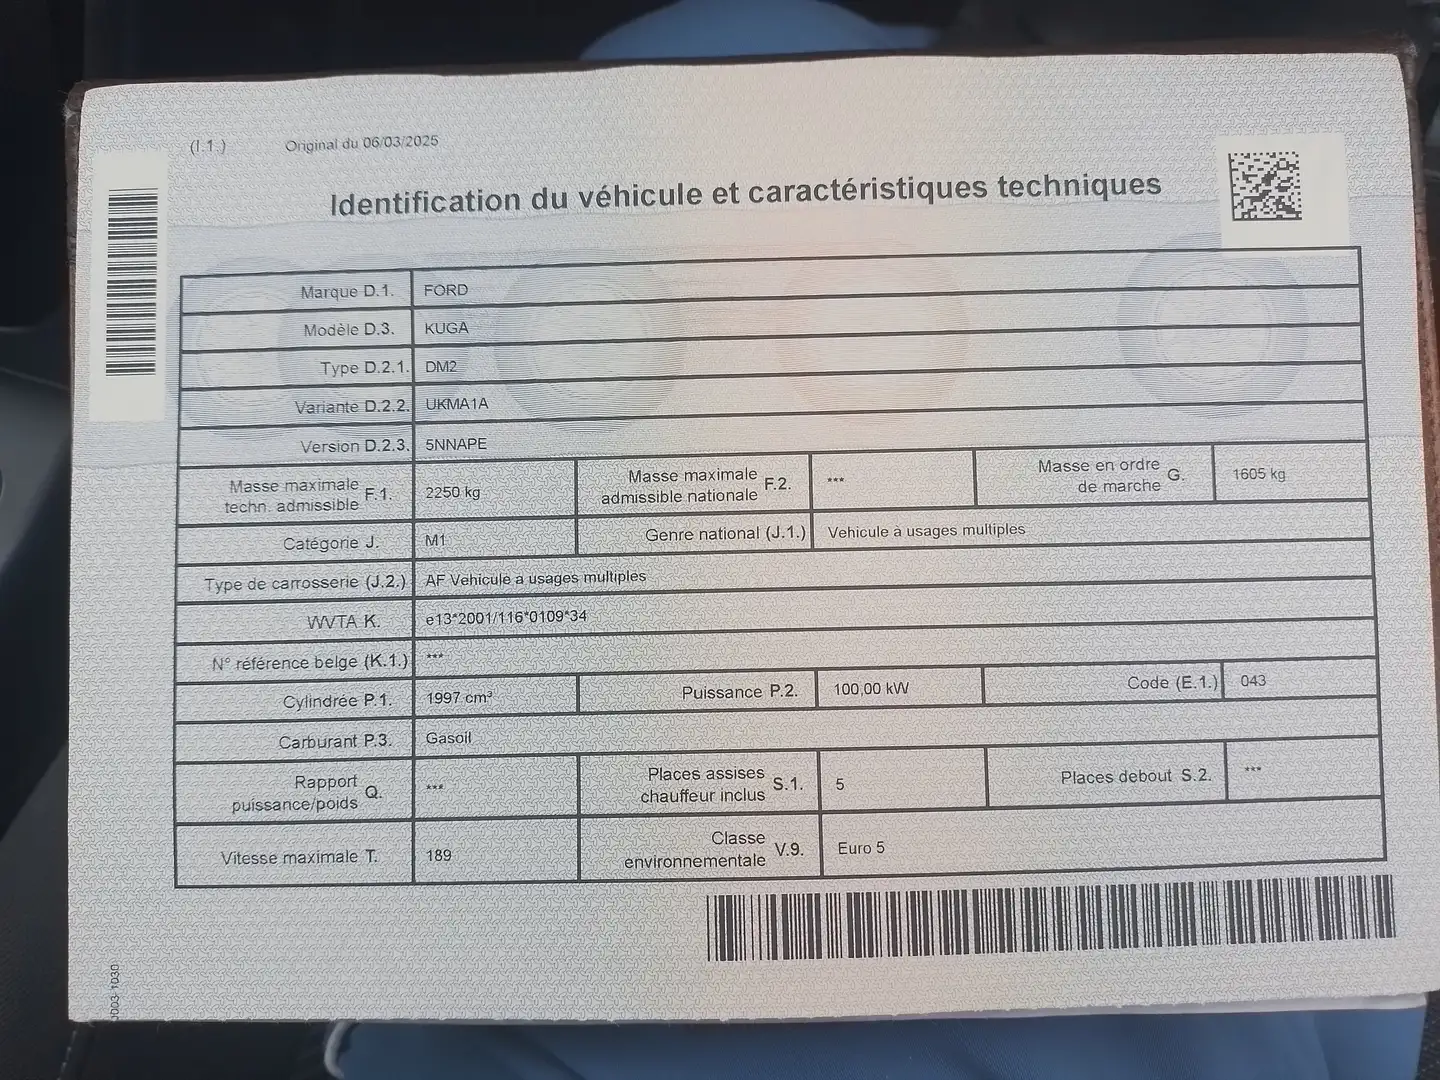 (I.1.) Original du 06/03/2025
Identification du véhicule et caractéristiques techniques
Marque D.1. FORD
Modèle D.3. KUGA
Type D.2.1. DM2
Variante D.2.2. UKMA1A
Version D.2.3. 5NNAPE
Masse maximale techn. admissible F.1. 2250 kg Masse maximale admissible nationale F.2. *** Masse en ordre de marche G. 1605 kg
Catégorie J. M1 Genre national (J.1.) Vehicule à usages multiples
Type de carrosserie (J.2.) AF Vehicule a usages multiples
WVTA K. e13*2001/116*0109*34
N° référence belge (K.1.) ***
Cylindrée P.1. 1997 cm³ Puissance P.2. 100,00 kW Code (E.1.) 043
Carburant P.3. Gasoil
Rapport puissance/poids Q. *** Places assises chauffeur inclus S.1. 5 Places debout S.2. ***
Vitesse maximale T. 189 Classe environnementale V.9. Euro 5